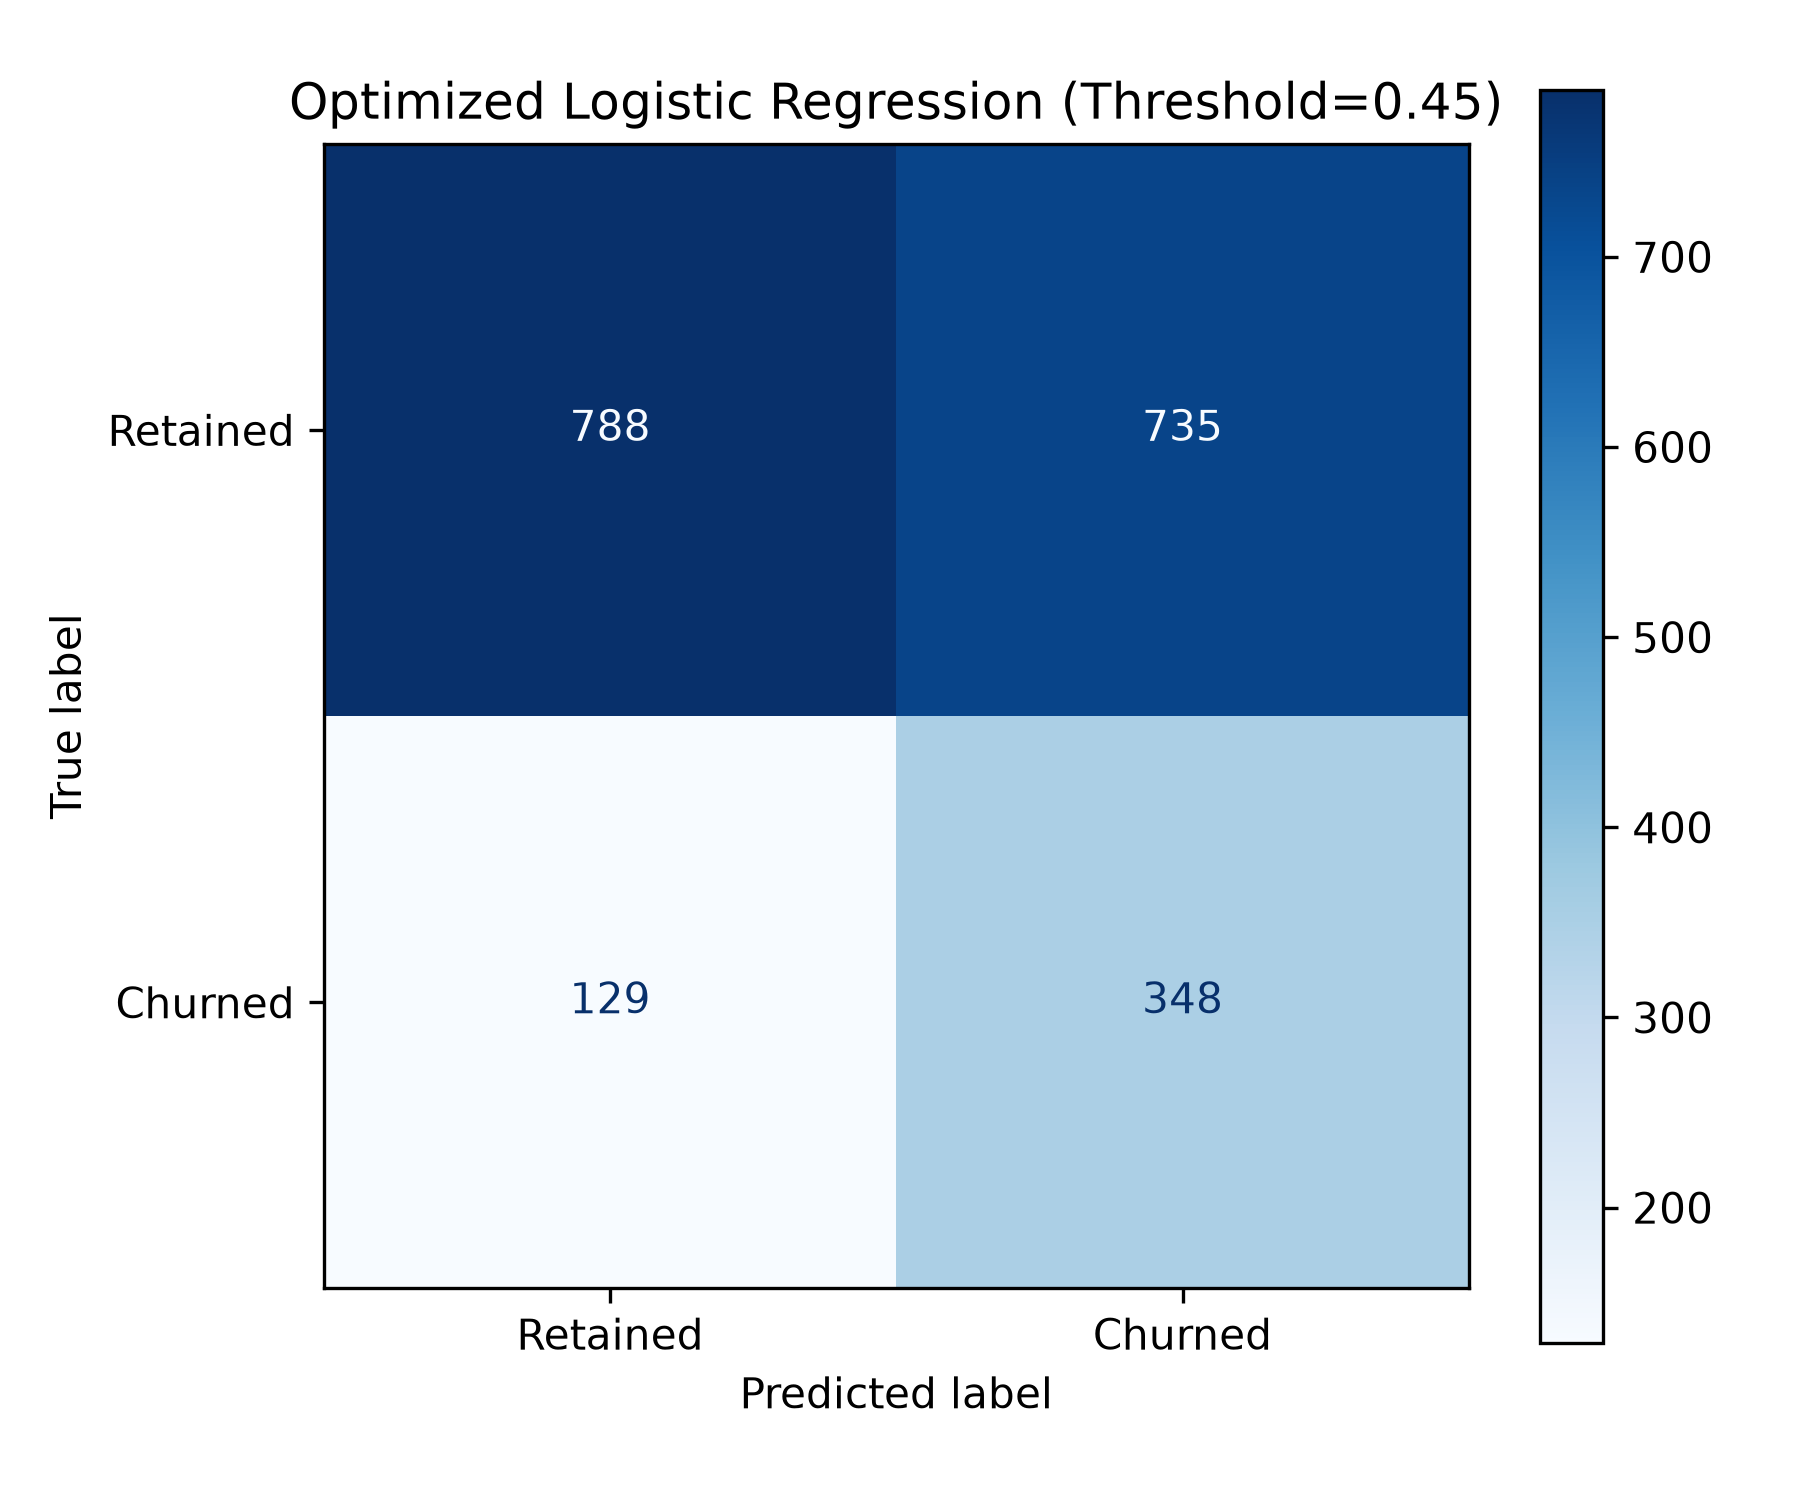 Optimized Logistic Regression (Threshold=0.45)
Retained
788
735
Churned
129
348
True label
Retained
Churned
Predicted label
700
600
500
400
300
200